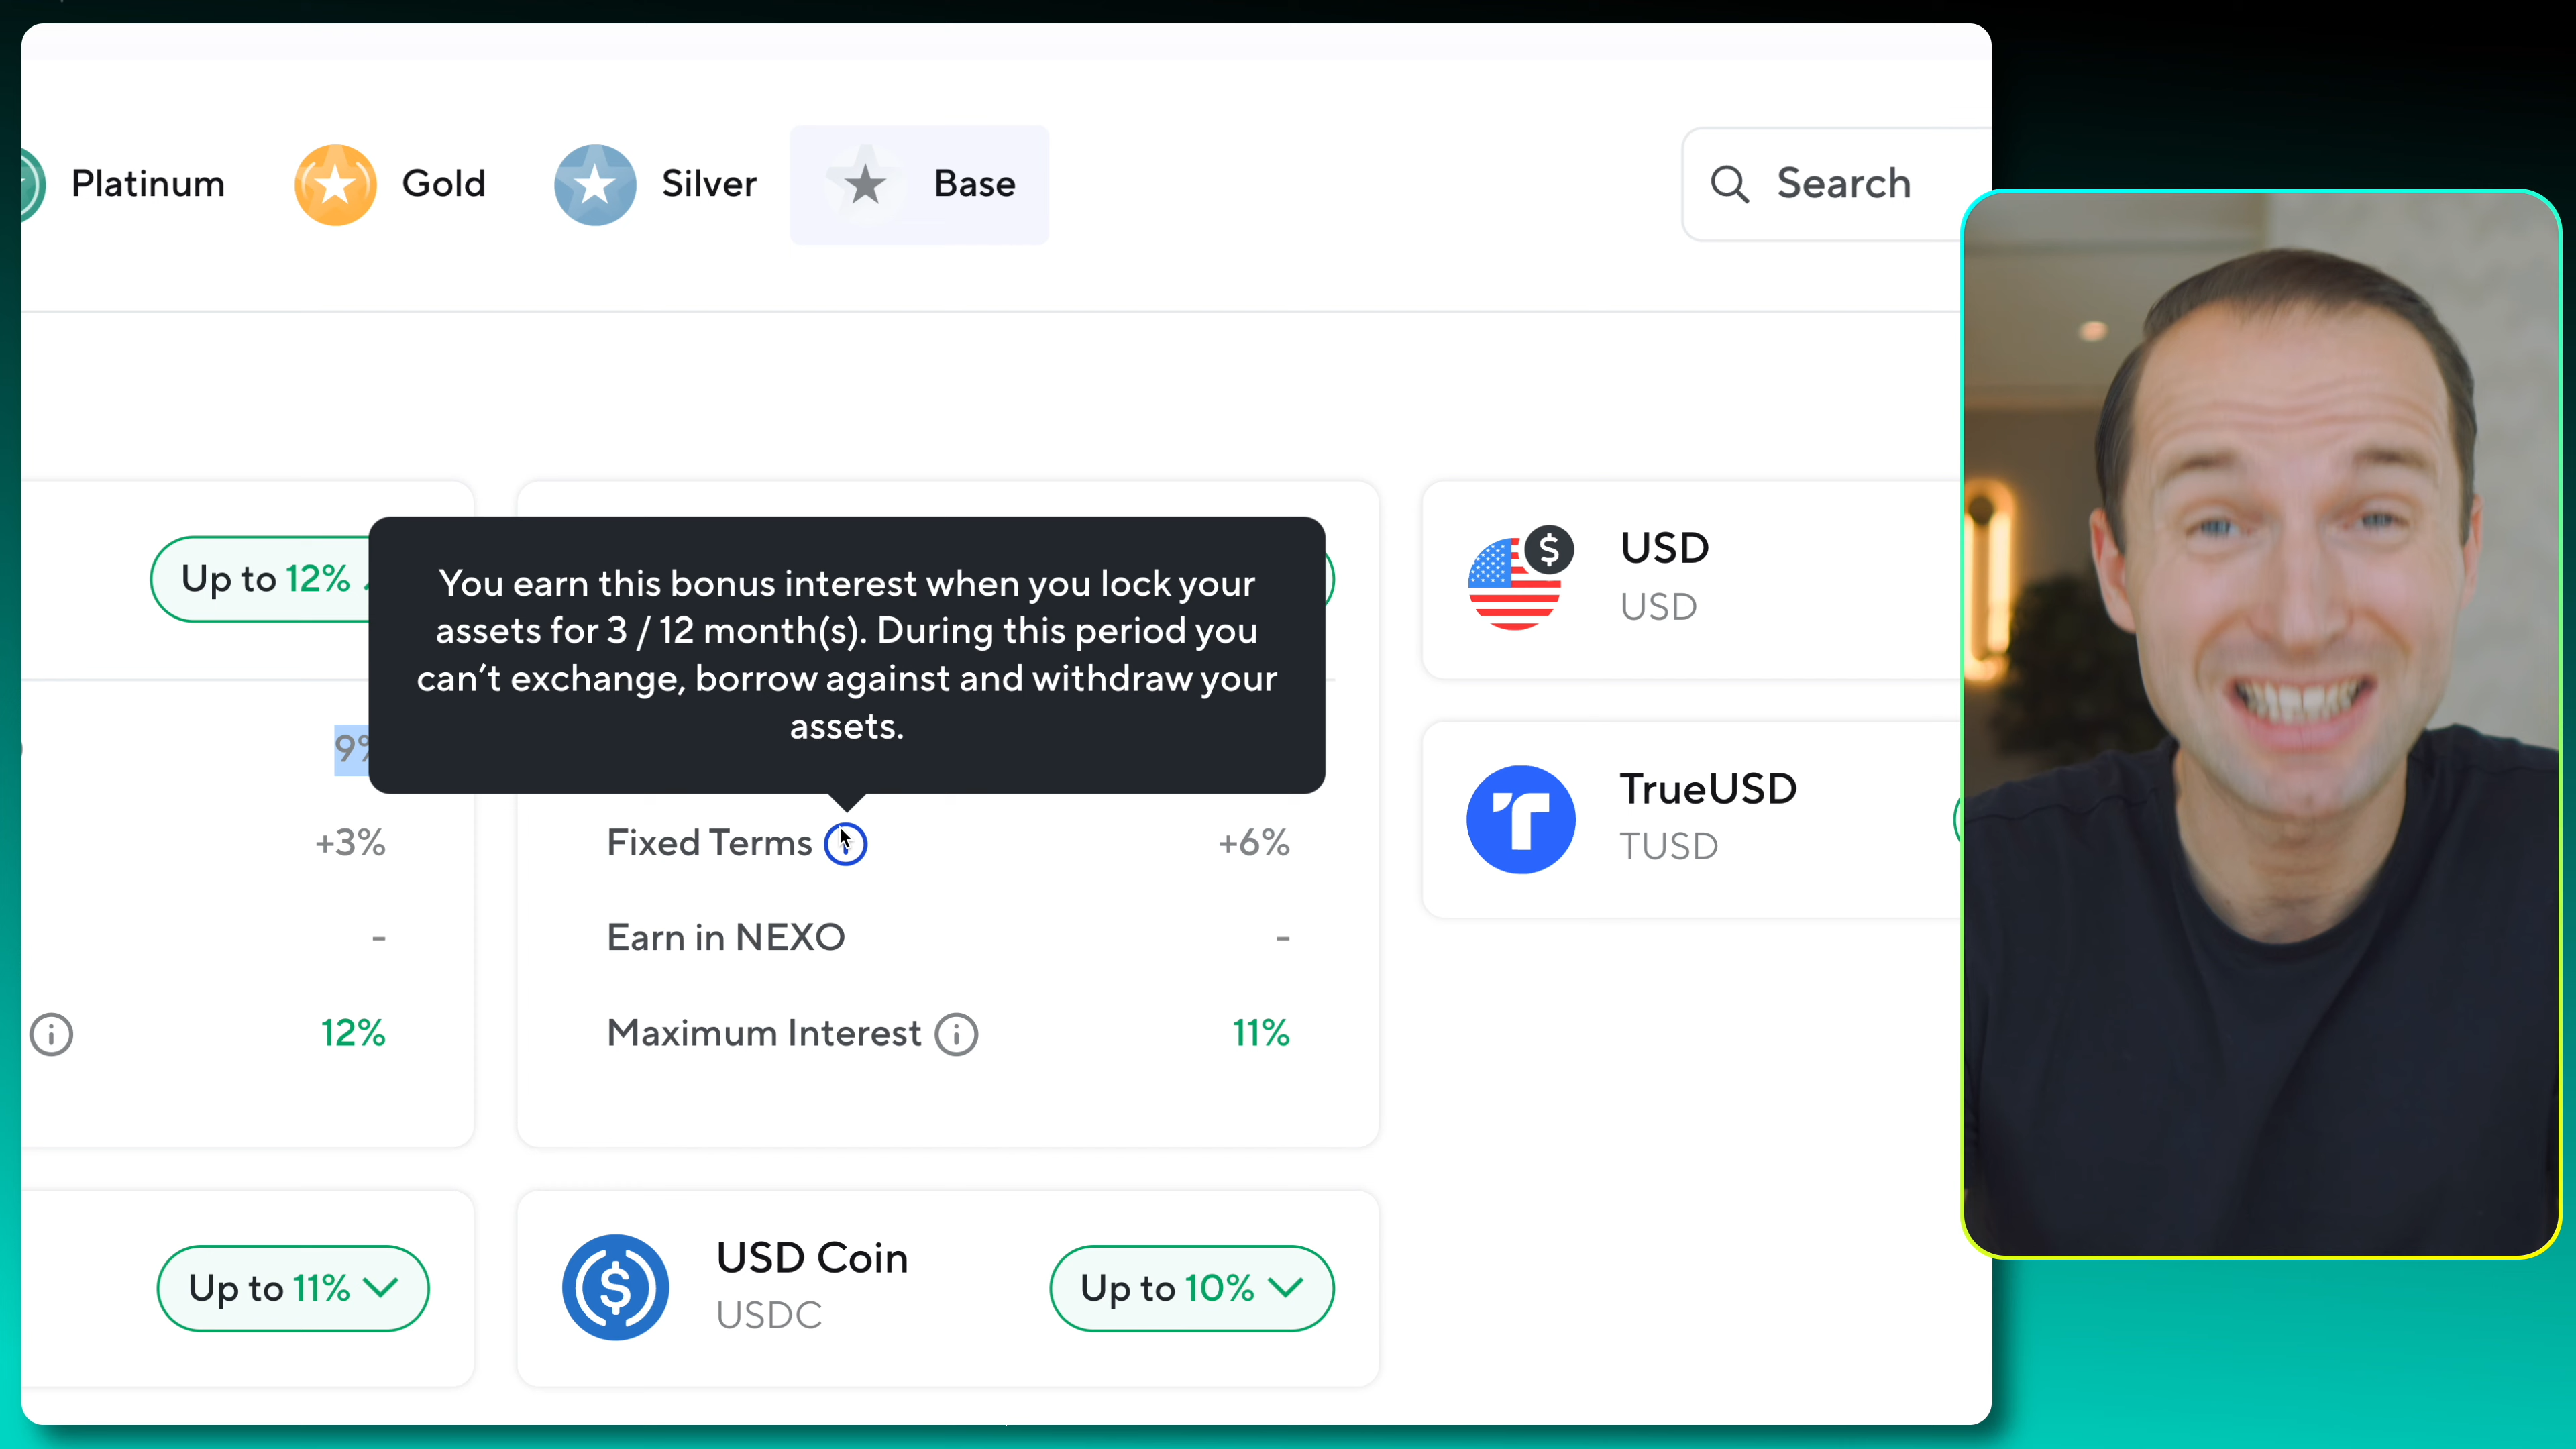 Platinum
Gold
Silver
Base
Search
Up to 12%
You earn this bonus interest when you lock your
assets for 3 / 12 month(s). During this period you
can't exchange, borrow against and withdraw your
assets.
USD
USD
9%
TrueUSD
TUSD
+3%
Fixed Terms
+6%
-
Earn in NEXO
-
12%
Maximum Interest
11%
Up to 11%
USD Coin
USDC
Up to 10%